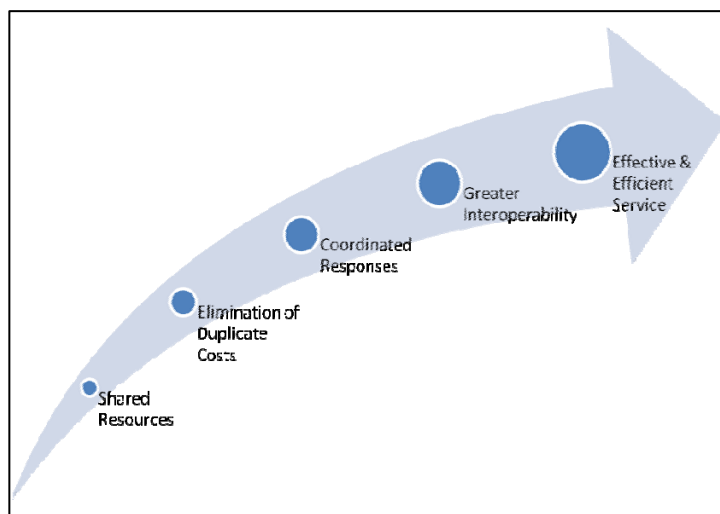 Effective &
Efficient
Service
Greater
Interoperability
Coordinated
Responses
Elimination of
Duplicate
Costs
Shared
Resources